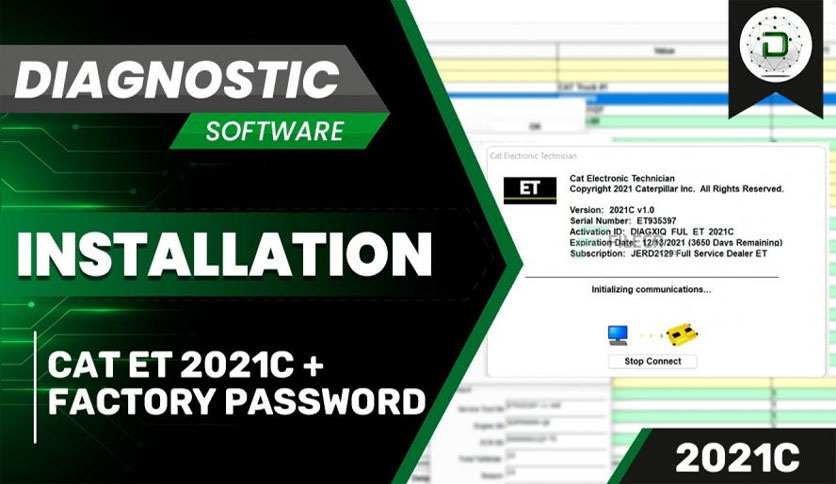 DIAGNOSTIC
SOFTWARE
INSTALLATION
CAT ET 2021C +
FACTORY PASSWORD
D
Value
CAT Truck #1
OK
Cat Electronic Technician
ET
Cat Electronic Technician
Copyright 2021 Caterpillar Inc. All Rights Reserved.
Version: 2021C v1.0
Serial Number: ET935397
Activation ID: DIAGXIQ FUL ET 2021C
Expiration Date: 12/13/2021 (3650 Days Remaining)
Subscription: JERD2129 Full Service Dealer ET
Initializing communications...
Stop Connect
2021C